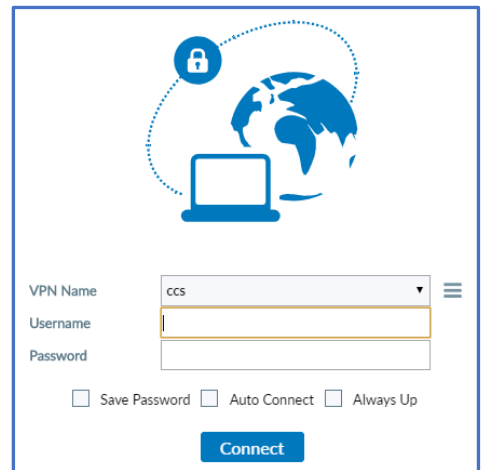 VPN Name ccs
Username
Password
Save Password Auto Connect Always Up
Connect